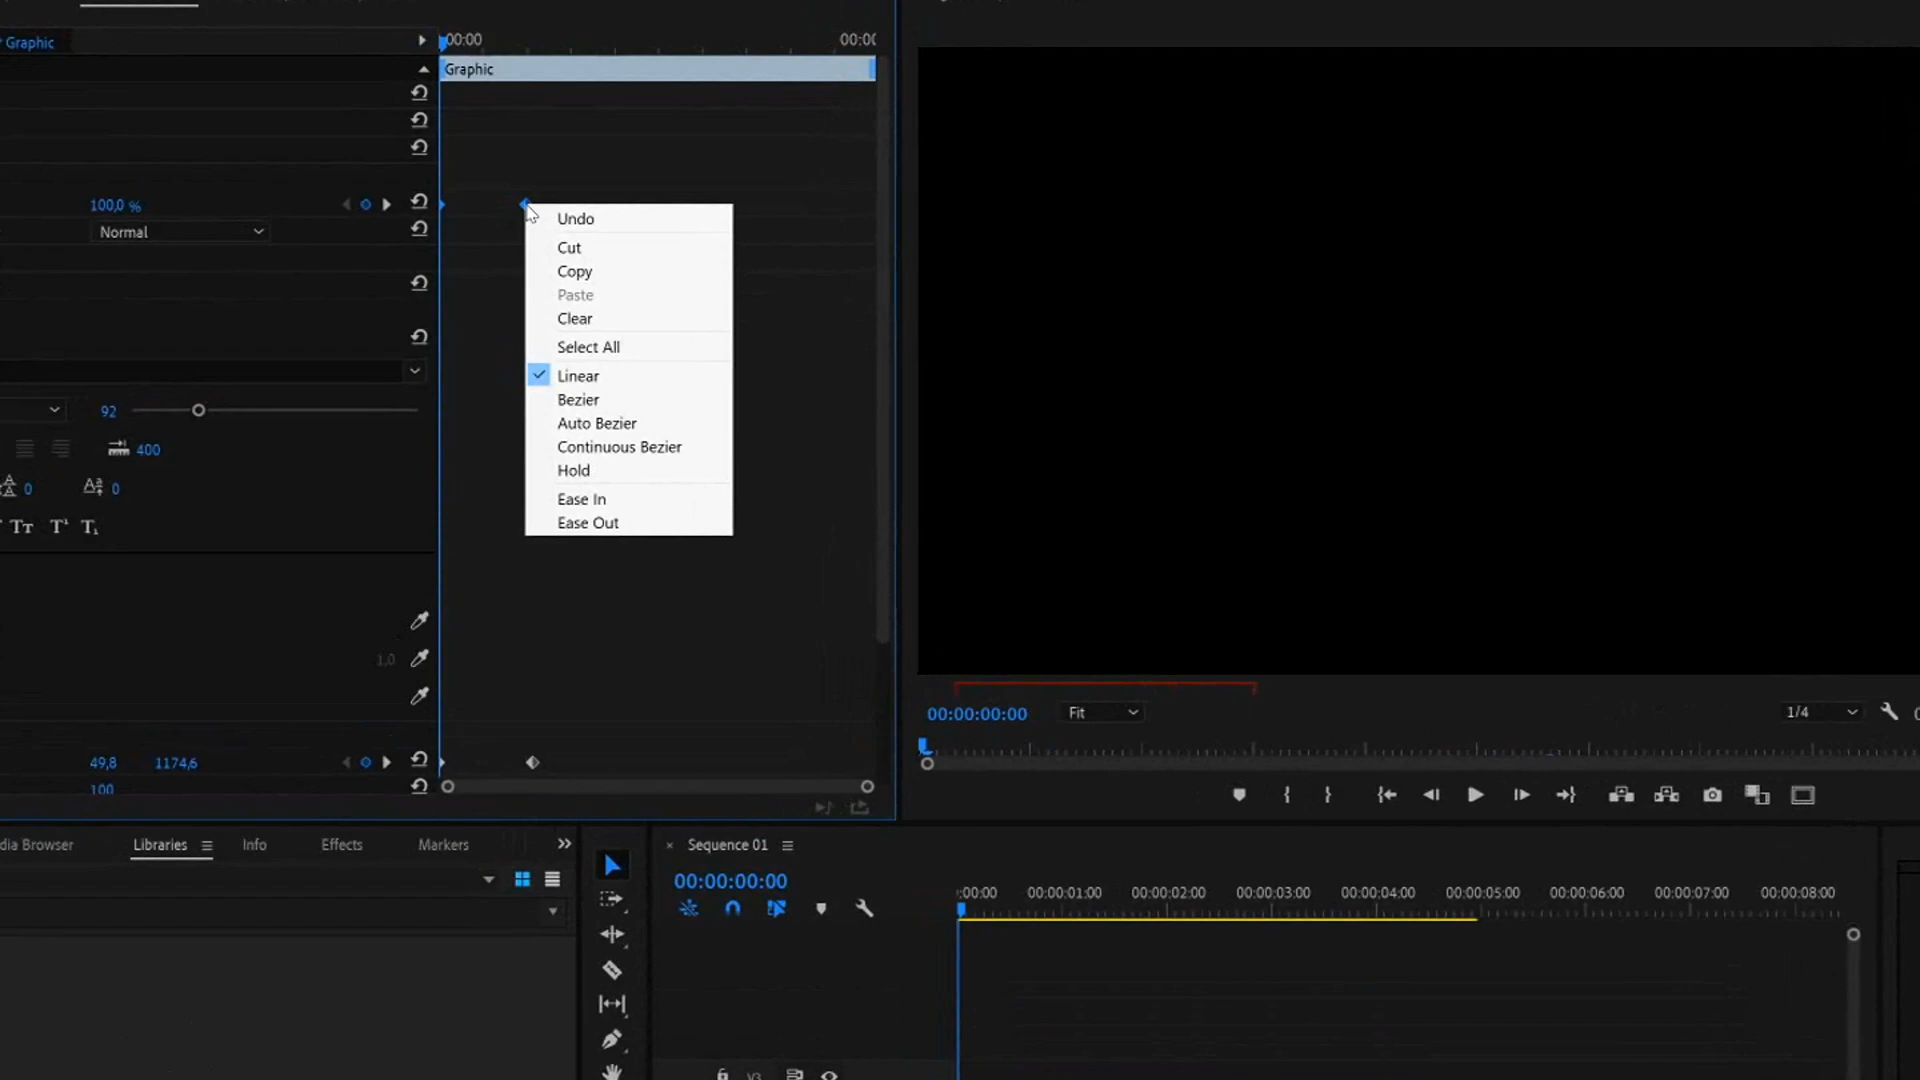 Graphic
00:00
00:0
Graphic
100,0 %
Normal
Undo
Cut
Copy
Paste
Clear
Select All
Linear
Bezier
Auto Bezier
Continuous Bezier
Hold
Ease In
Ease Out
92
400
0
0
1,0
49,8 1174,6
100
00:00:00:00
Fit
1/4
dia Browser
Libraries
Info
Effects
Markers
× Sequence 01
00:00:00:00
:00:00 00:00:01:00 00:00:02:00 00:00:03:00 00:00:04:00 00:00:05:00 00:00:06:00 00:00:07:00 00:00:08:00
V3